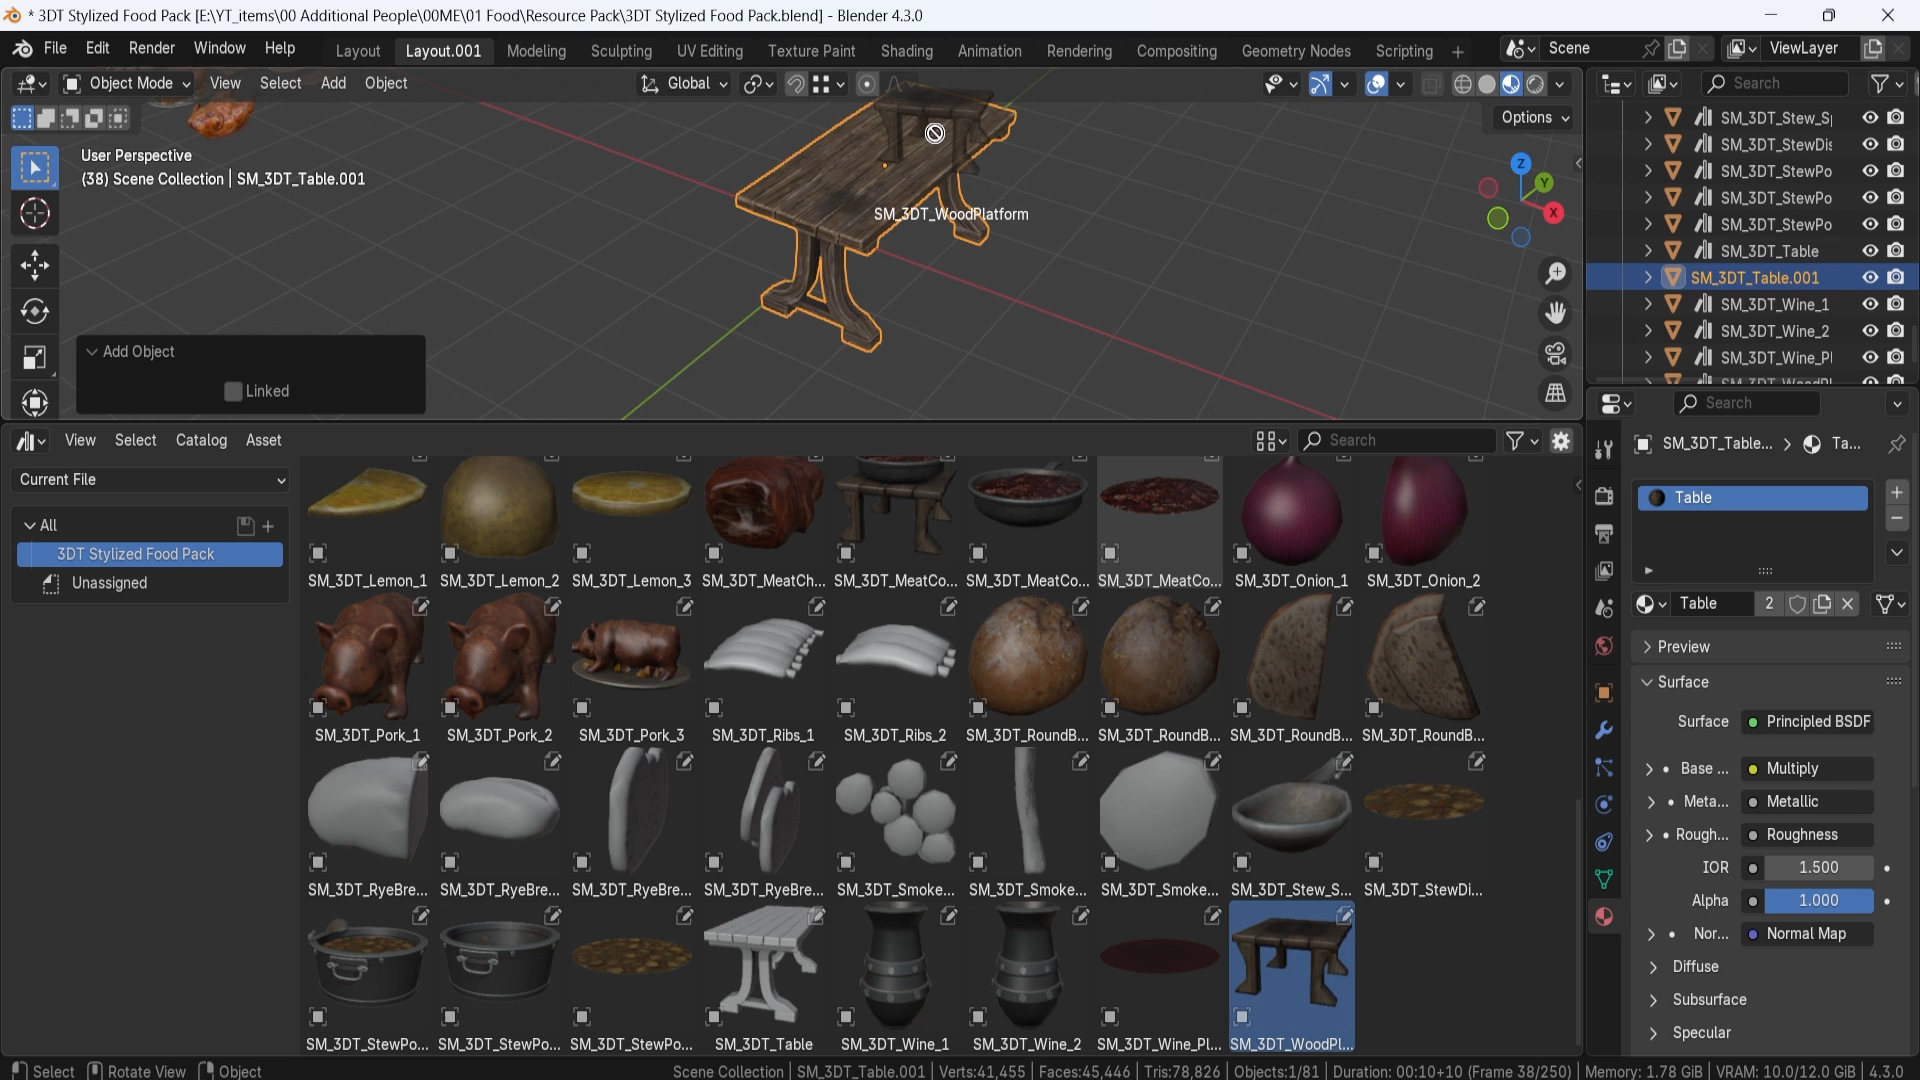 * 3DT Stylized Food Pack [E:\YT_items\00 Additional People\00ME\01 Food\Resource Pack\3DT Stylized Food Pack.blend] - Blender 4.3.0
File Edit Render Window Help Layout Layout.001 Modeling Sculpting UV Editing Texture Paint Shading Animation Rendering Compositing Geometry Nodes Scripting + Scene ViewLayer
Object Mode View Select Add Object Global Search
Options
User Perspective
(38) Scene Collection | SM_3DT_Table.001
SM_3DT_WoodPlatform
Z
Y
X
Add Object
Linked
SM_3DT_Stew_S
SM_3DT_StewDis
SM_3DT_StewPo
SM_3DT_StewPo
SM_3DT_StewPo
SM_3DT_Table
SM_3DT_Table.001
SM_3DT_Wine_1
SM_3DT_Wine_2
SM_3DT_Wine_Pl
View Select Catalog Asset Search
Current File
All
3DT Stylized Food Pack
Unassigned
SM_3DT_Lemon_1 SM_3DT_Lemon_2 SM_3DT_Lemon_3 SM_3DT_MeatCh... SM_3DT_MeatCo... SM_3DT_MeatCo... SM_3DT_MeatCo... SM_3DT_Onion_1 SM_3DT_Onion_2
SM_3DT_Pork_1 SM_3DT_Pork_2 SM_3DT_Pork_3 SM_3DT_Ribs_1 SM_3DT_Ribs_2 SM_3DT_RoundB... SM_3DT_RoundB... SM_3DT_RoundB... SM_3DT_RoundB...
SM_3DT_RyeBre... SM_3DT_RyeBre... SM_3DT_RyeBre... SM_3DT_RyeBre... SM_3DT_Smoke... SM_3DT_Smoke... SM_3DT_Smoke... SM_3DT_Stew_S... SM_3DT_StewDi...
SM_3DT_StewPo... SM_3DT_StewPo... SM_3DT_StewPo... SM_3DT_Table SM_3DT_Wine_1 SM_3DT_Wine_2 SM_3DT_Wine_Pl... SM_3DT_WoodPl...
Search
SM_3DT_Table... Ta...
Table
Table 2
Preview
Surface
Surface Principled BSDF
Base ... Multiply
Meta... Metallic
Rough... Roughness
IOR 1.500
Alpha 1.000
Nor... Normal Map
Diffuse
Subsurface
Specular
Select Rotate View Object Scene Collection | SM_3DT_Table.001 | Verts:41,455 | Faces:45,446 | Tris:78,826 | Objects:1/81 | Duration: 00:10+10 (Frame 38/250) | Memory: 1.78 GiB | VRAM: 10.0/12.0 GiB | 4.3.0